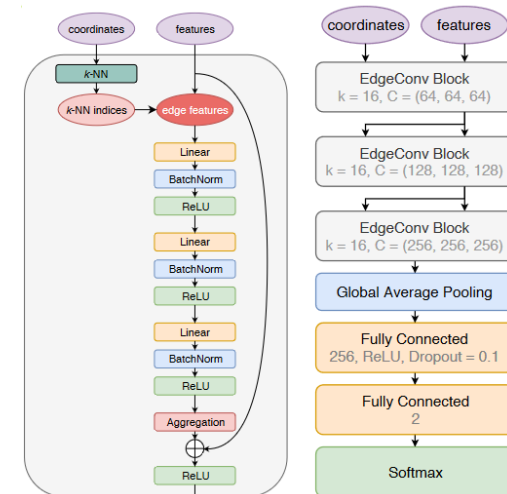 coordinates
features
k-NN
k-NN indices
edge features
Linear
BatchNorm
ReLU
Linear
BatchNorm
ReLU
Linear
BatchNorm
ReLU
Aggregation
ReLU
coordinates
features
EdgeConv Block
k = 16, C = (64, 64, 64)
EdgeConv Block
k = 16, C = (128, 128, 128)
EdgeConv Block
k = 16, C = (256, 256, 256)
Global Average Pooling
Fully Connected
256, ReLU, Dropout = 0.1
Fully Connected
2
Softmax